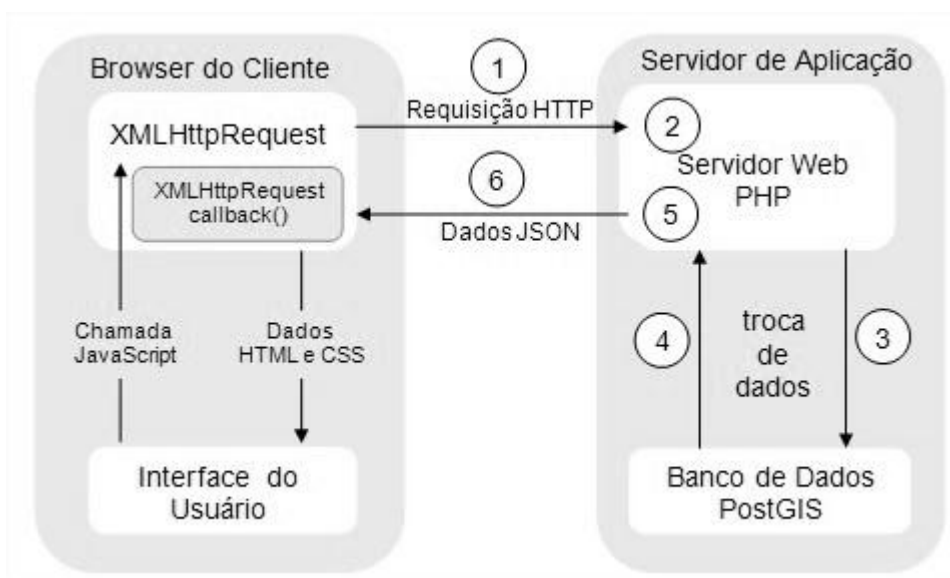 Browser do Cliente
XMLHttpRequest
XMLHttpRequest
callback()
Chamada
JavaScript
Dados
HTML e CSS
Interface do
Usuário
1
Requisição HTTP
6
Dados JSON
Servidor de Aplicação
2
Servidor Web
PHP
5
4
troca
de
dados
3
Banco de Dados
PostGIS